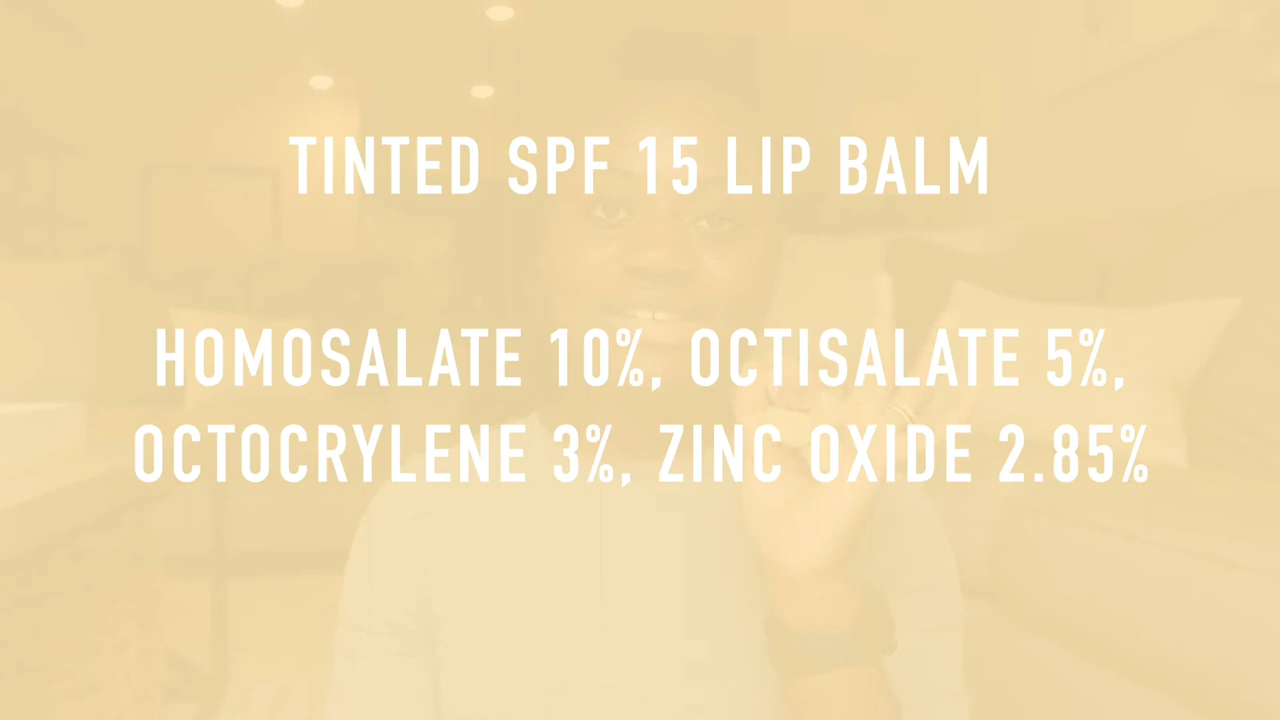 TINTED SPF 15 LIP BALM
HOMOSALATE 10%, OCTISALATE 5%,
OCTOCRYLENE 3%, ZINC OXIDE 2.85%